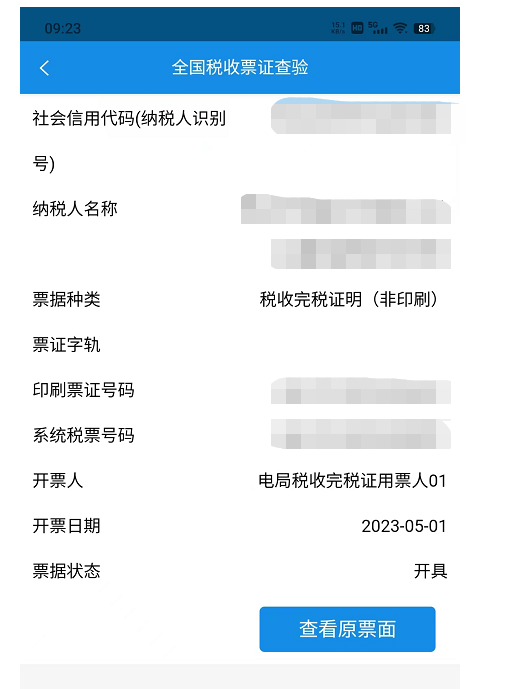 09:23
15.1 KB/s HD 5G 83
全国税收票证查验
社会信用代码(纳税人识别
号)
纳税人名称
票据种类 税收完税证明（非印刷）
票证字轨
印刷票证号码
系统税票号码
开票人 电局税收完税证用票人01
开票日期 2023-05-01
票据状态 开具
查看原票面